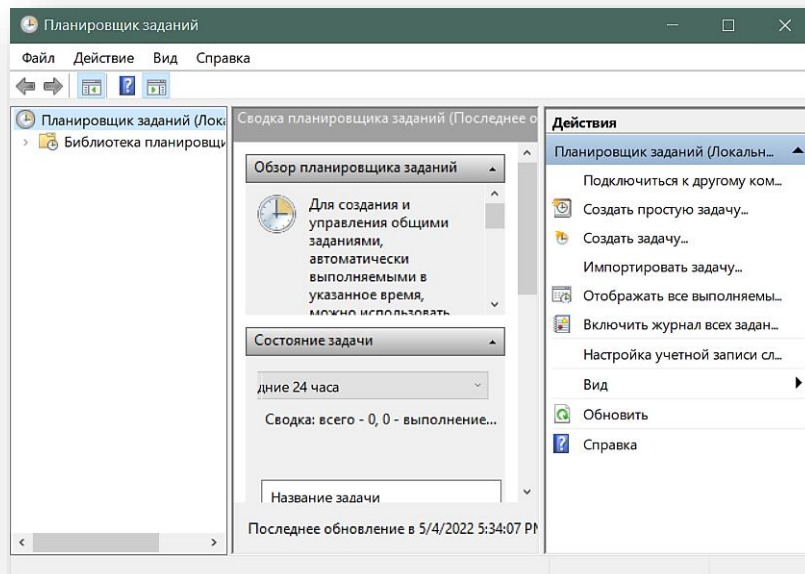 Планировщик заданий
Файл Действие Вид Справка
Планировщик заданий (Лока
Библиотека планировщи
Сводка планировщика заданий (Последнее о
Обзор планировщика заданий
Для создания и
управления общими
заданиями,
автоматически
выполняемыми в
указанное время,
можно использовать
Состояние задачи
дние 24 часа
Сводка: всего - 0, 0 - выполнение...
Название задачи
Последнее обновление в 5/4/2022 5:34:07 PM
Действия
Планировщик заданий (Локальн...
Подключиться к другому ком...
Создать простую задачу...
Создать задачу...
Импортировать задачу...
Отображать все выполняемы...
Включить журнал всех задан...
Настройка учетной записи сл...
Вид
Обновить
Справка